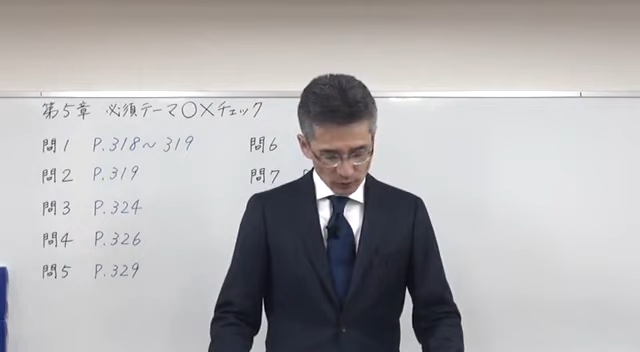 第5章 必須テーマ〇×チェック
問1 P.318～319
問2 P.319
問3 P.324
問4 P.326
問5 P.329
問6
問7